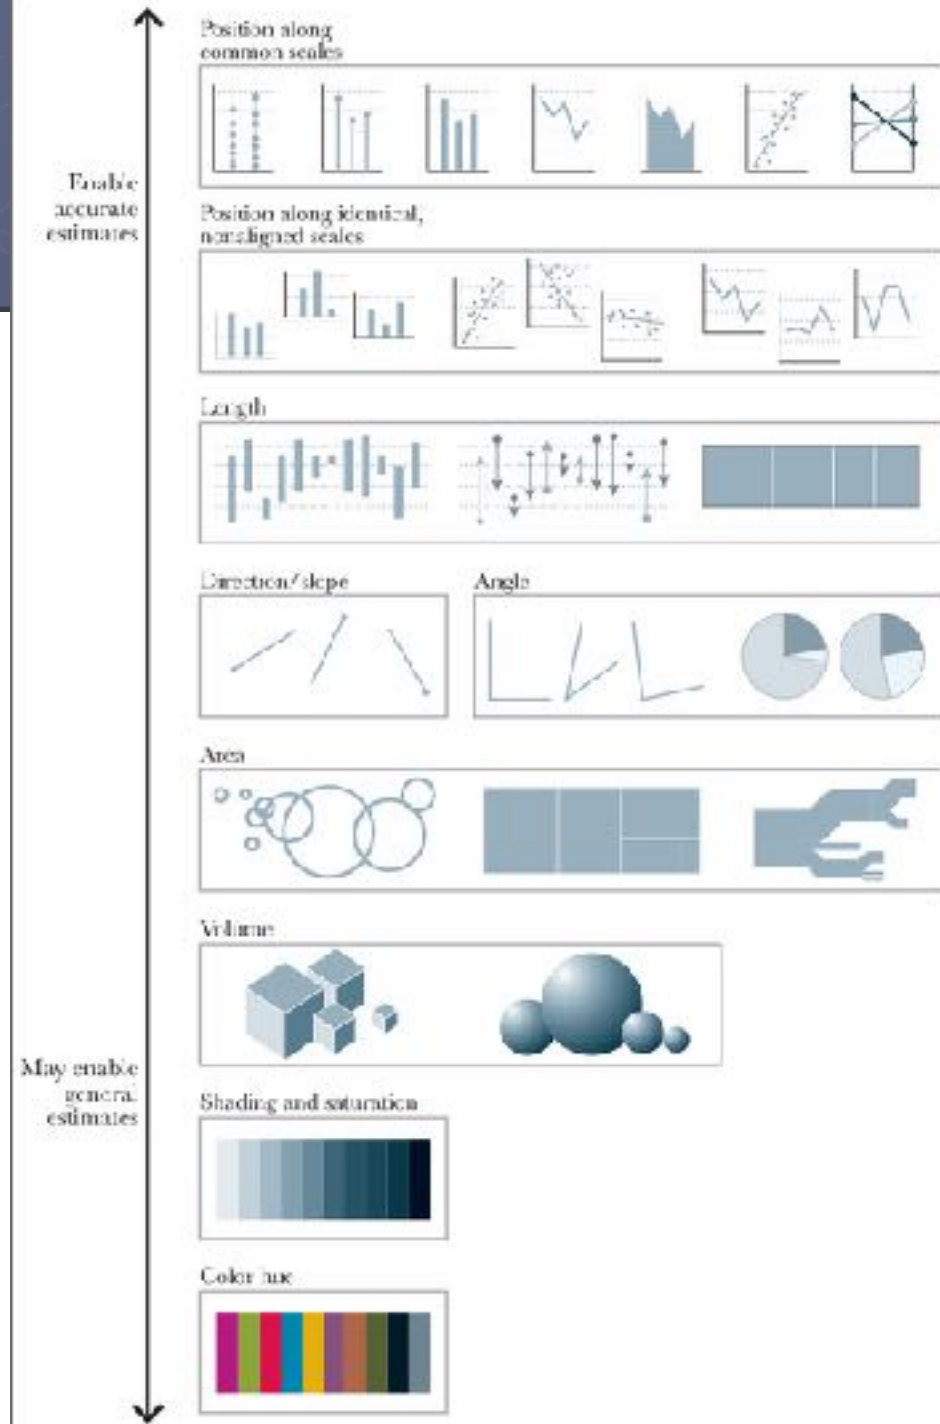 Position along
common scales
Enable
accurate
estimates
Position along identical,
nonaligned scales
Length
Direction/slope
Angle
Area
Volume
May enable
general
estimates
Shading and saturation
Color hue